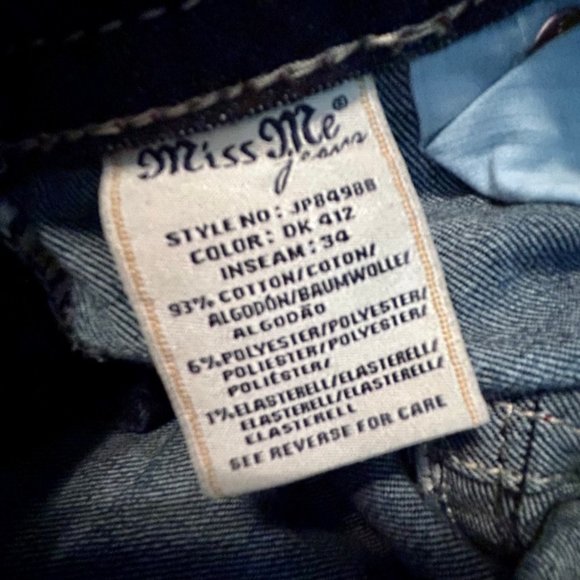 Miss Me®
jeans
STYLE NO: JP84988
COLOR: DK 412
INSEAM: 34
93% COTTON/COTON/
ALGODÓN/BAUMWOLLE/
ALGODÃO
6% POLYESTER/POLYESTER/
POLIESTER/POLYESTER/
POLIÉSTER/
1% ELASTERELL/ELASTERELL/
ELASTERELL/ELASTERELL/
ELASTERELL
SEE REVERSE FOR CARE